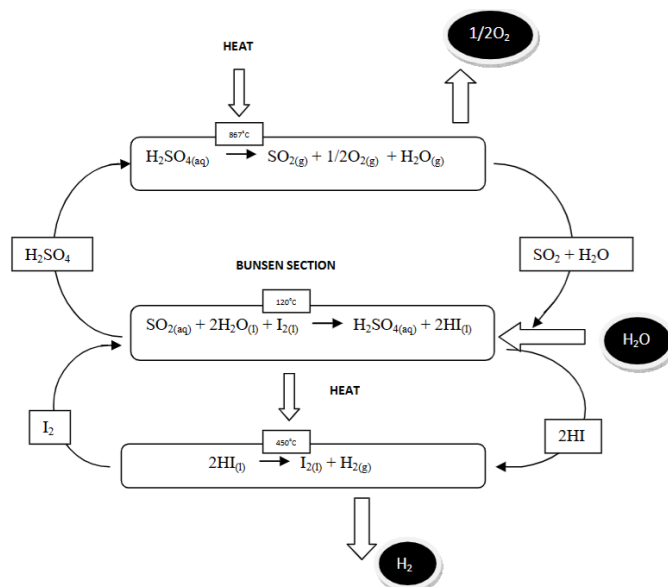 1/2O₂
HEAT
867°C
H₂SO₄(aq) → SO₂(g) + 1/2O₂(g) + H₂O(g)
H₂SO₄
SO₂ + H₂O
BUNSEN SECTION
120°C
SO₂(aq) + 2H₂O(l) + I₂(l) → H₂SO₄(aq) + 2HI(l)
H₂O
HEAT
I₂
2HI
450°C
2HI(l) → I₂(l) + H₂(g)
H₂